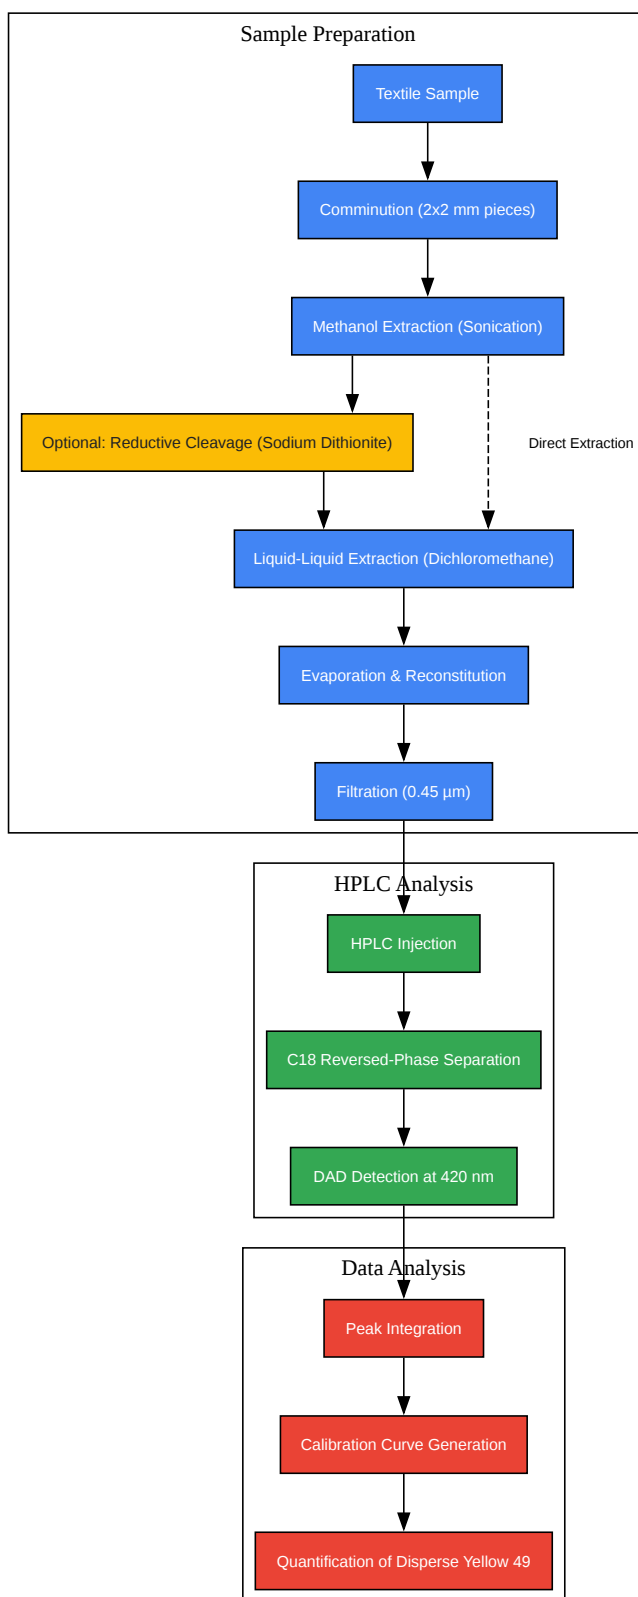 Sample Preparation
Textile Sample
Comminution (2x2 mm pieces)
Methanol Extraction (Sonication)
Optional: Reductive Cleavage (Sodium Dithionite)
Direct Extraction
Liquid-Liquid Extraction (Dichloromethane)
Evaporation & Reconstitution
Filtration (0.45 µm)
HPLC Analysis
HPLC Injection
C18 Reversed-Phase Separation
DAD Detection at 420 nm
Data Analysis
Peak Integration
Calibration Curve Generation
Quantification of Disperse Yellow 49